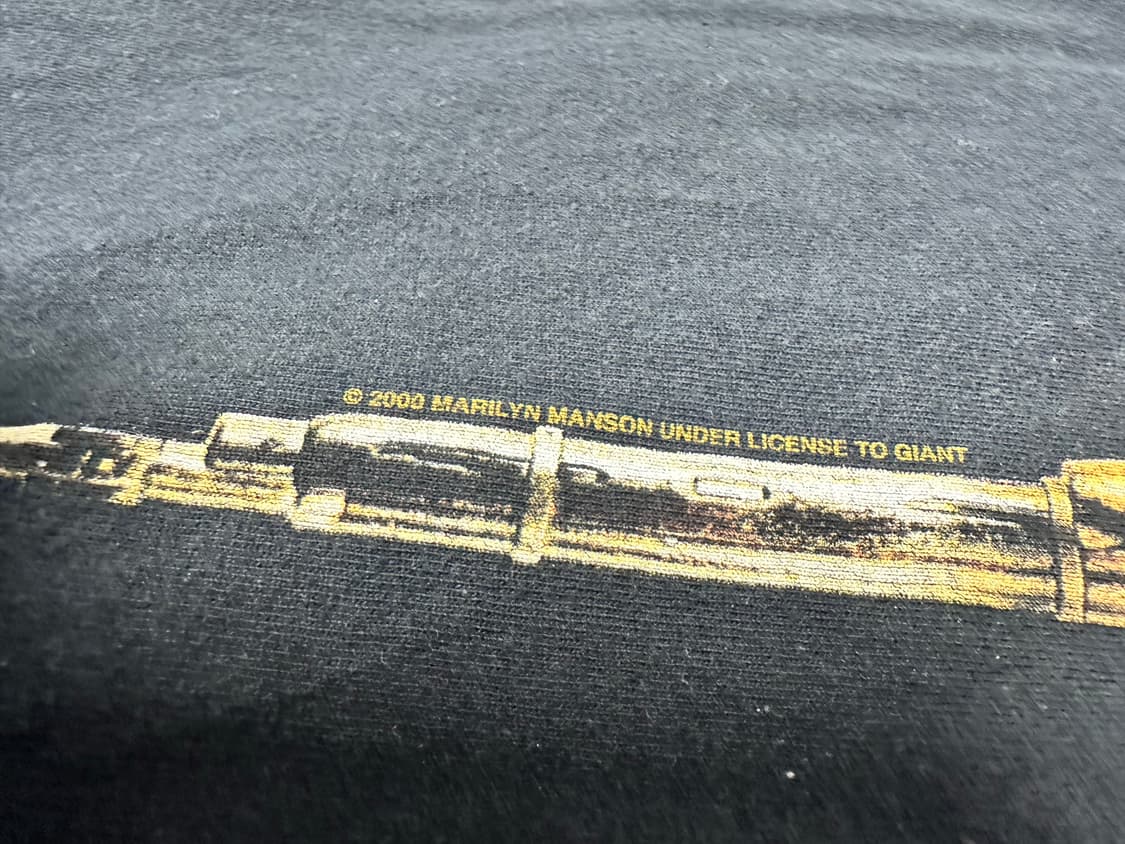 © 2000 MARILYN MANSON UNDER LICENSE TO GIANT